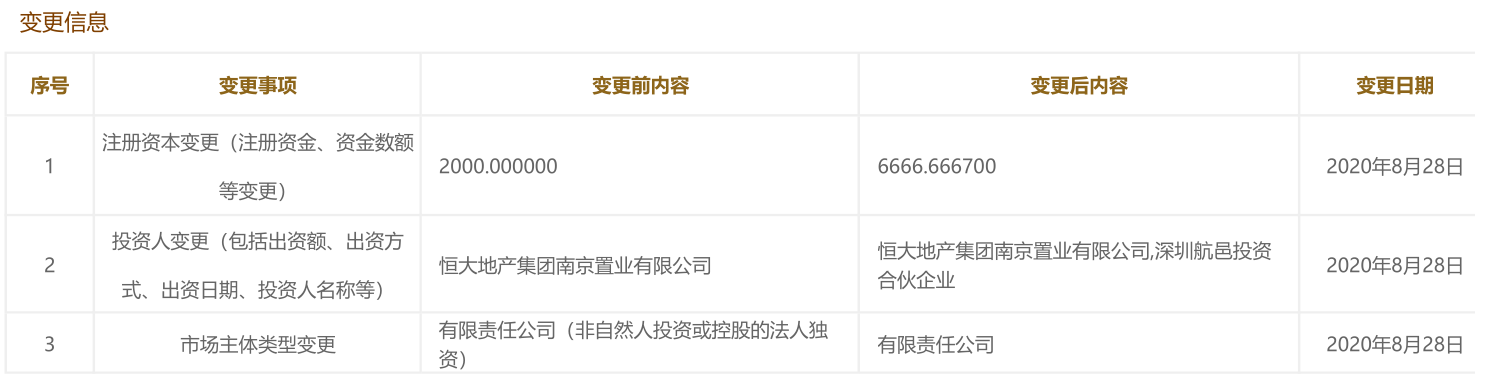 变更信息
序号 变更事项 变更前内容 变更后内容 变更日期
1 注册资本变更（注册资金、资金数额等变更） 2000.000000 6666.666700 2020年8月28日
2 投资人变更（包括出资额、出资方式、出资日期、投资人名称等） 恒大地产集团南京置业有限公司 恒大地产集团南京置业有限公司,深圳航邑投资合伙企业 2020年8月28日
3 市场主体类型变更 有限责任公司（非自然人投资或控股的法人独资） 有限责任公司 2020年8月28日